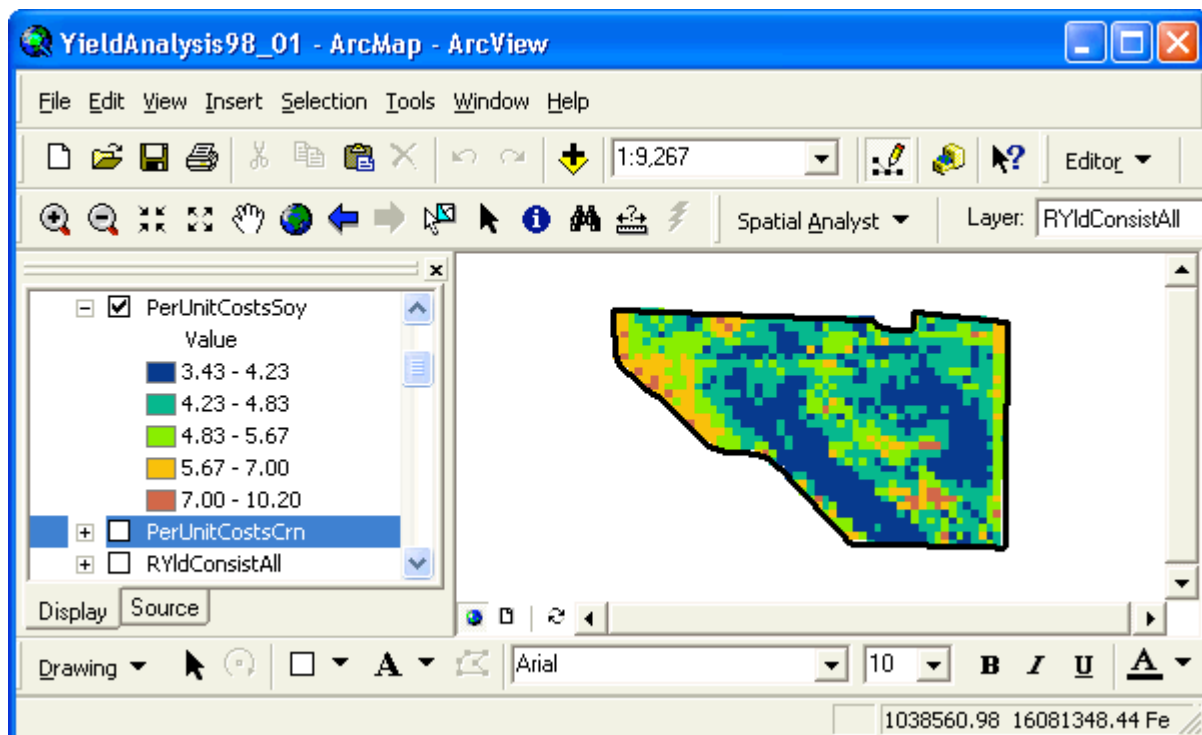 YieldAnalysis98_01 - ArcMap - ArcView
File Edit View Insert Selection Tools Window Help
1:9,267 Editor
Spatial Analyst Layer: RYldConsistAll
PerUnitCostsSoy
Value
3.43 - 4.23
4.23 - 4.83
4.83 - 5.67
5.67 - 7.00
7.00 - 10.20
PerUnitCostsCrn
RYldConsistAll
Display Source
Drawing A Arial 10 B I U A
1038560.98 16081348.44 Fe